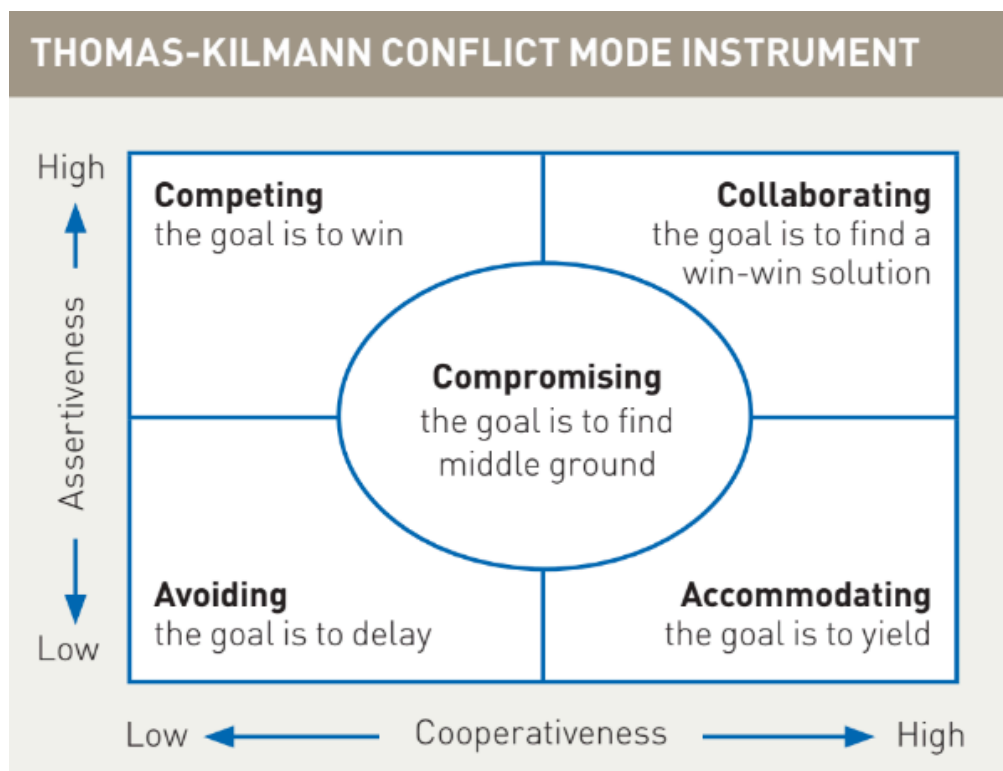 THOMAS-KILMANN CONFLICT MODE INSTRUMENT
High
Assertiveness
Low
Competing
the goal is to win
Collaborating
the goal is to find a
win-win solution
Compromising
the goal is to find
middle ground
Avoiding
the goal is to delay
Accommodating
the goal is to yield
Low
Cooperativeness
High